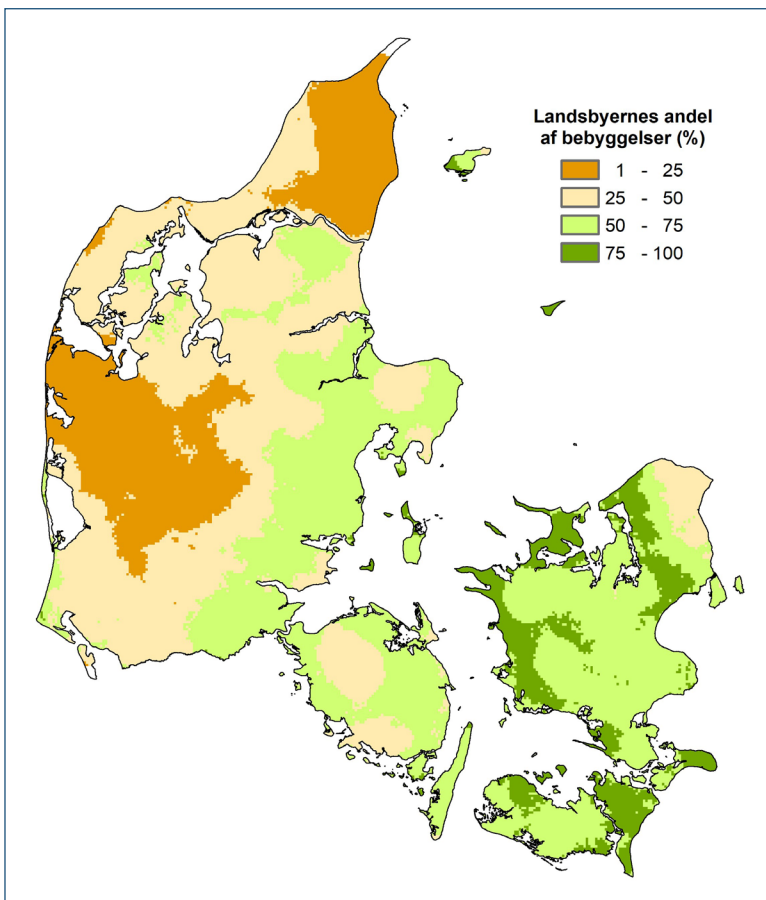 Landsbyernes andel
af bebyggelser (%)
1 - 25
25 - 50
50 - 75
75 - 100